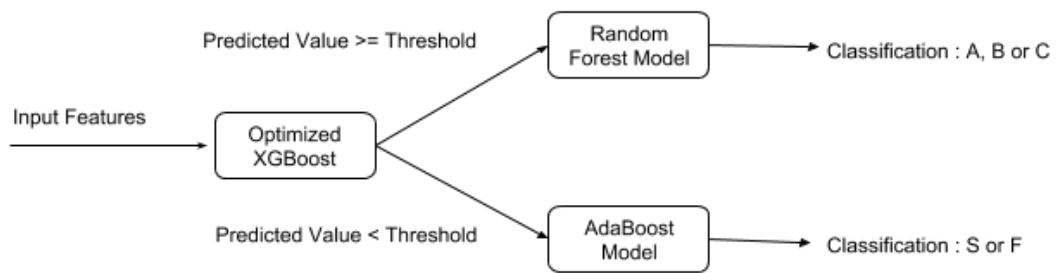 Predicted Value >= Threshold
Random
Forest Model
Classification : A, B or C
Input Features
Optimized
XGBoost
Predicted Value < Threshold
AdaBoost
Model
Classification : S or F